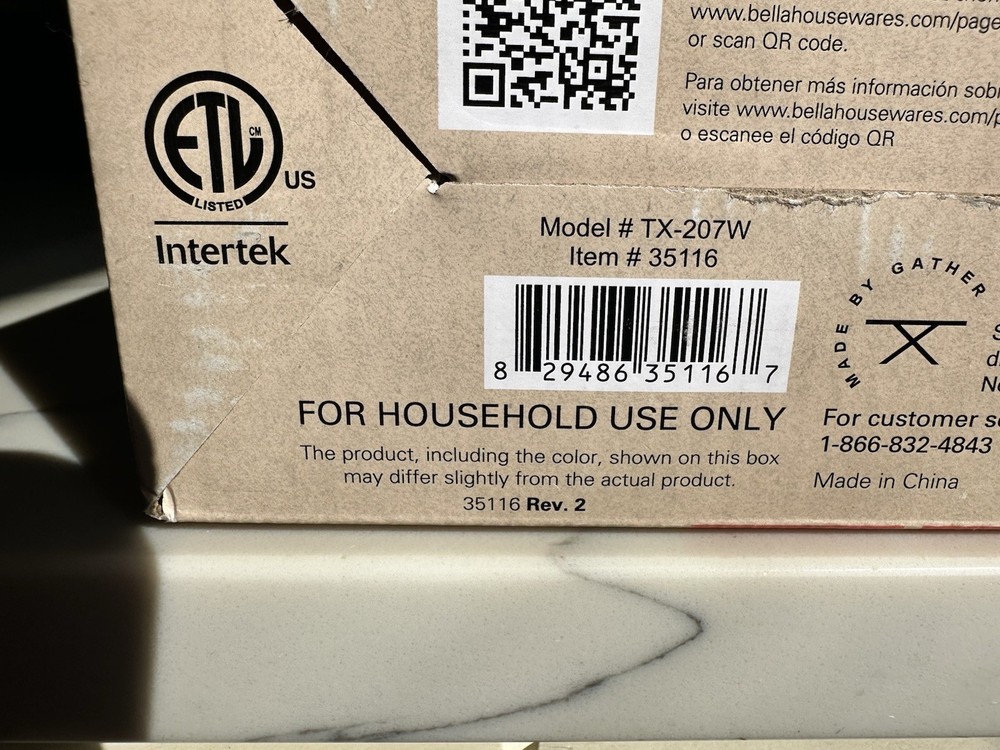 www.bellahousewares.com/page
or scan QR code.
Para obtener más información
visite www.bellahousewares.com/p
o escanee el código QR
ETL CM
LISTED
US
Intertek
Model # TX-207W
Item # 35116
8 29486 35116 7
MADE BY GATHER
FOR HOUSEHOLD USE ONLY
For customer
1-866-832-4843
The product, including the color, shown on this box
may differ slightly from the actual product.
Made in China
35116 Rev. 2